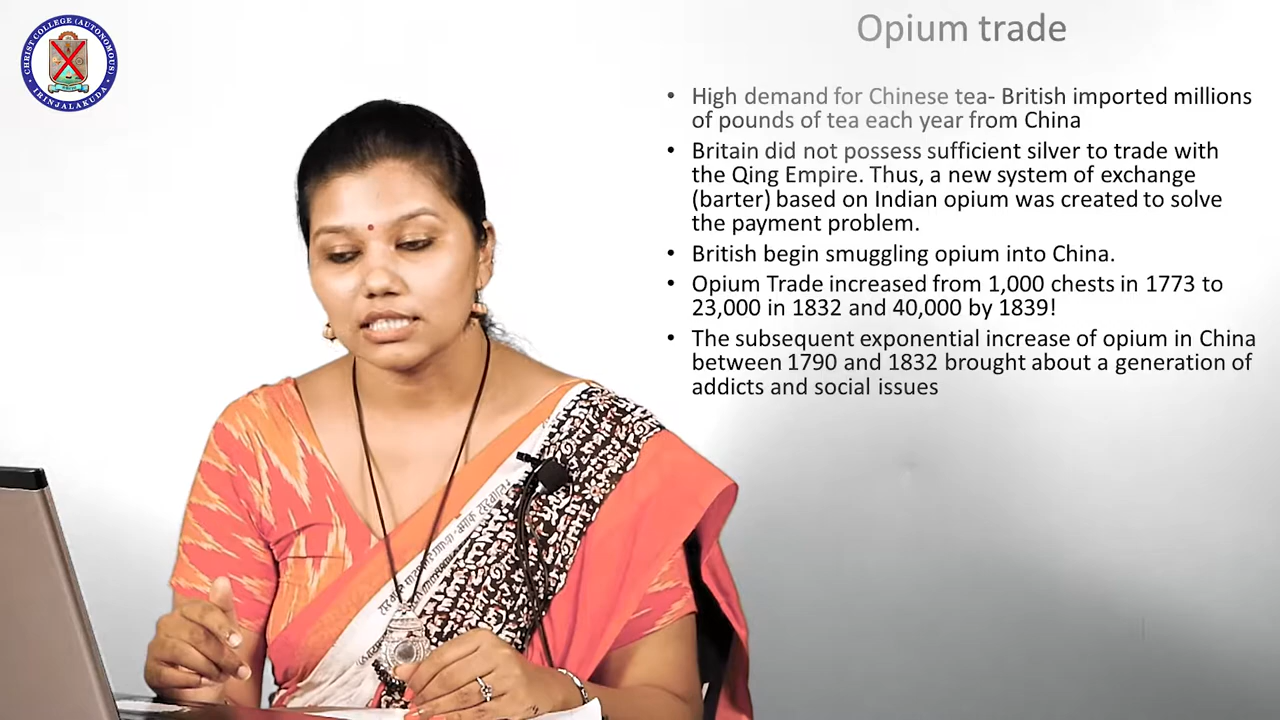 CHRIST COLLEGE (AUTONOMOUS)
IRINJALAKUDA
Opium trade
• High demand for Chinese tea- British imported millions
of pounds of tea each year from China
• Britain did not possess sufficient silver to trade with
the Qing Empire. Thus, a new system of exchange
(barter) based on Indian opium was created to solve
the payment problem.
• British begin smuggling opium into China.
• Opium Trade increased from 1,000 chests in 1773 to
23,000 in 1832 and 40,000 by 1839!
• The subsequent exponential increase of opium in China
between 1790 and 1832 brought about a generation of
addicts and social issues